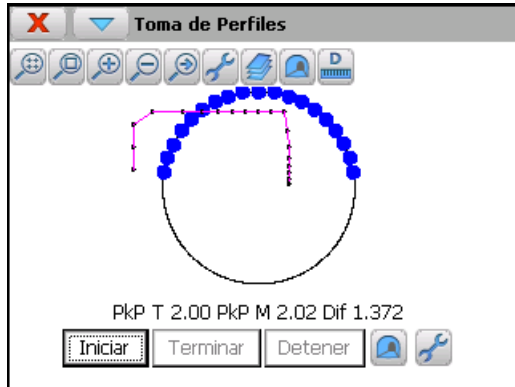 Toma de Perfiles
D
PkP T 2.00 PkP M 2.02 Dif 1.372
Iniciar Terminar Detener